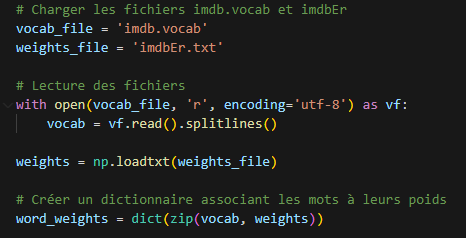 # Charger les fichiers imdb.vocab et imdbEr
vocab_file = 'imdb.vocab'
weights_file = 'imdbEr.txt'
# Lecture des fichiers
with open(vocab_file, 'r', encoding='utf-8') as vf:
    vocab = vf.read().splitlines()
weights = np.loadtxt(weights_file)
# Créer un dictionnaire associant les mots à leurs poids
word_weights = dict(zip(vocab, weights))